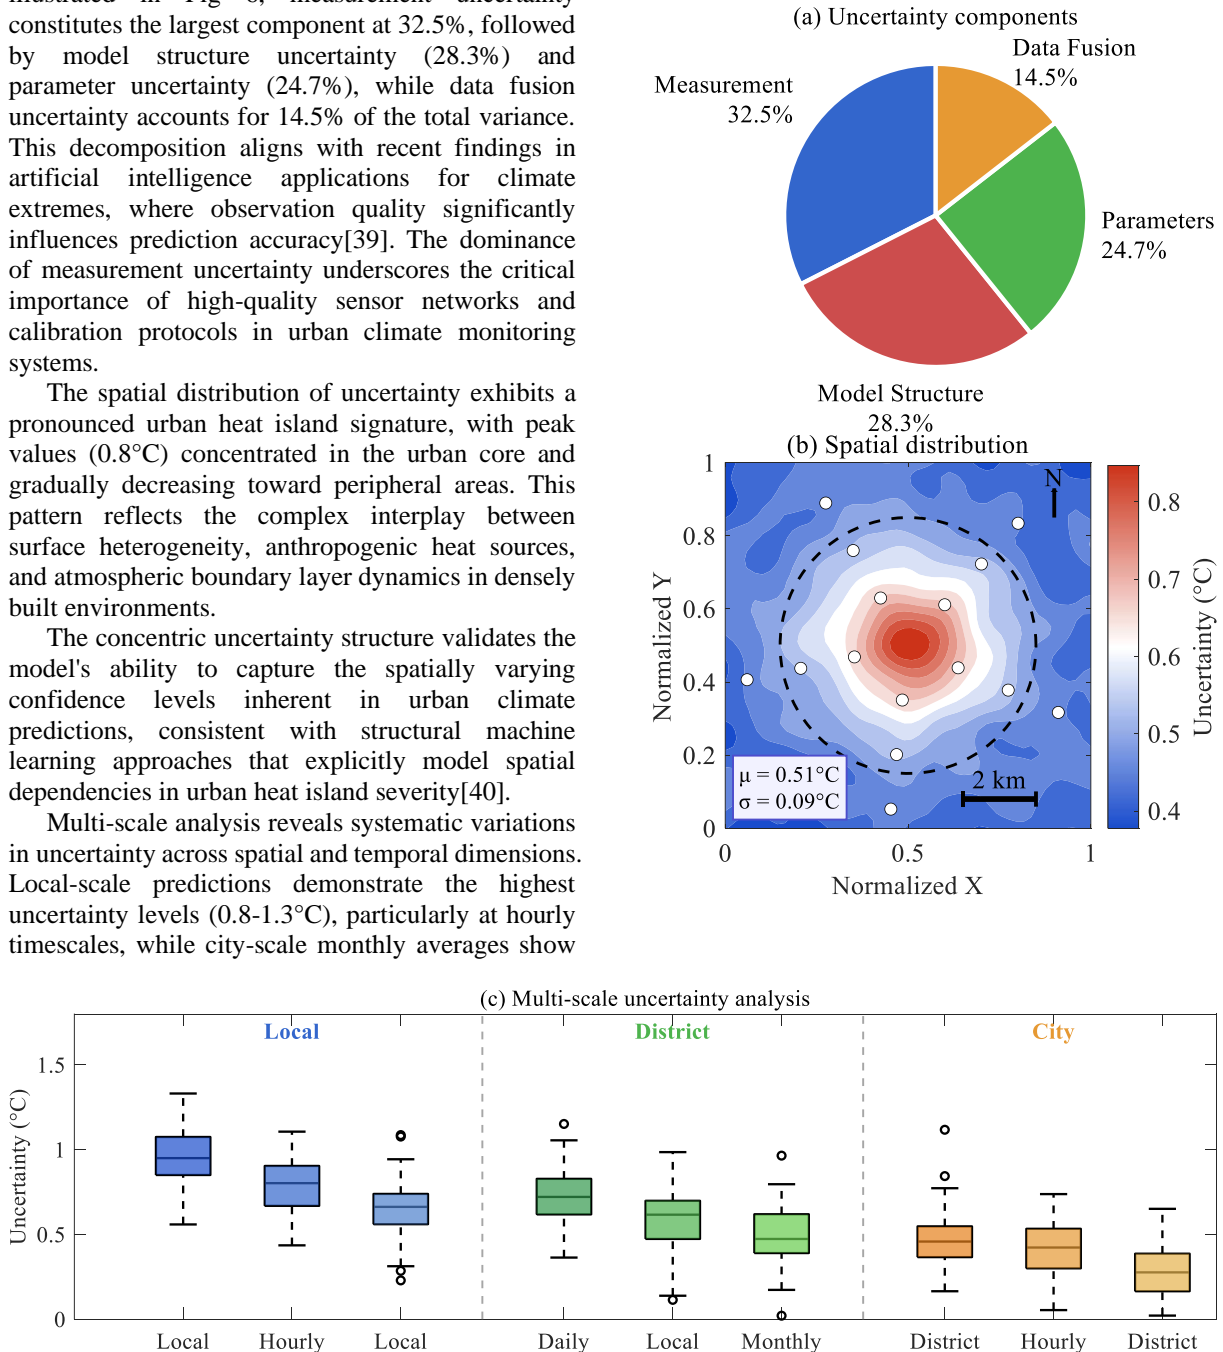 illustrated in Fig 6, measurement uncertainty
constitutes the largest component at 32.5%, followed
by model structure uncertainty (28.3%) and
parameter uncertainty (24.7%), while data fusion
uncertainty accounts for 14.5% of the total variance.
This decomposition aligns with recent findings in
artificial intelligence applications for climate
extremes, where observation quality significantly
influences prediction accuracy[39]. The dominance
of measurement uncertainty underscores the critical
importance of high-quality sensor networks and
calibration protocols in urban climate monitoring
systems.
The spatial distribution of uncertainty exhibits a
pronounced urban heat island signature, with peak
values (0.8°C) concentrated in the urban core and
gradually decreasing toward peripheral areas. This
pattern reflects the complex interplay between
surface heterogeneity, anthropogenic heat sources,
and atmospheric boundary layer dynamics in densely
built environments.
The concentric uncertainty structure validates the
model's ability to capture the spatially varying
confidence levels inherent in urban climate
predictions, consistent with structural machine
learning approaches that explicitly model spatial
dependencies in urban heat island severity[40].
Multi-scale analysis reveals systematic variations
in uncertainty across spatial and temporal dimensions.
Local-scale predictions demonstrate the highest
uncertainty levels (0.8-1.3°C), particularly at hourly
timescales, while city-scale monthly averages show
(a) Uncertainty components
Data Fusion
14.5%
Measurement
32.5%
Parameters
24.7%
Model Structure
28.3%
(b) Spatial distribution
1
0.8
0.6
0.4
0.2
0
Normalized Y
N
μ = 0.51°C
σ = 0.09°C
2 km
0 0.5 1
Normalized X
0.8
0.7
0.6
0.5
0.4
Uncertainty (°C)
(c) Multi-scale uncertainty analysis
Local District City
1.5
1
0.5
0
Uncertainty (°C)
Local Hourly Local Daily Local Monthly District Hourly District